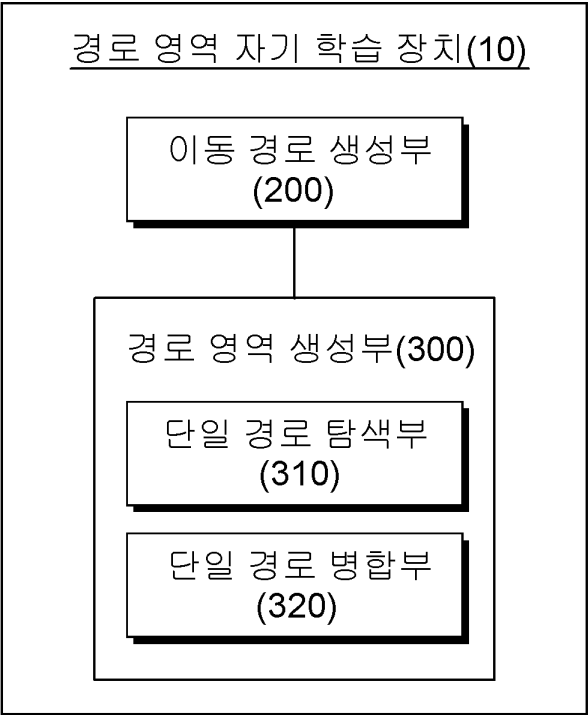 경로 영역 자기 학습 장치(10)
이동 경로 생성부
(200)
경로 영역 생성부(300)
단일 경로 탐색부
(310)
단일 경로 병합부
(320)